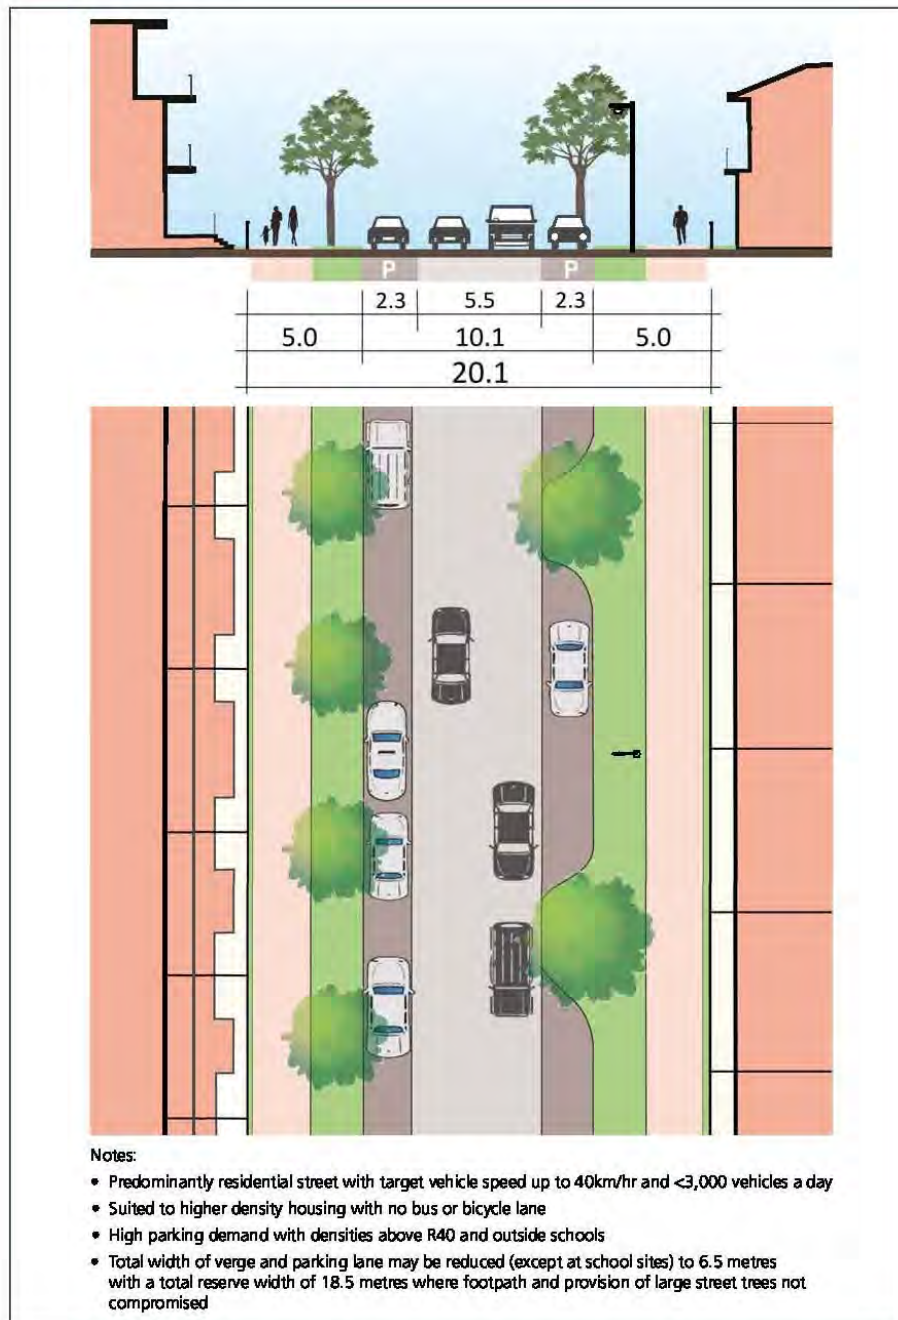 P P
2.3 5.5 2.3
5.0 10.1 5.0
20.1
Notes:
• Predominantly residential street with target vehicle speed up to 40km/hr and <3,000 vehicles a day
• Suited to higher density housing with no bus or bicycle lane
• High parking demand with densities above R40 and outside schools
• Total width of verge and parking lane may be reduced (except at school sites) to 6.5 metres
with a total reserve width of 18.5 metres where footpath and provision of large street trees not
compromised